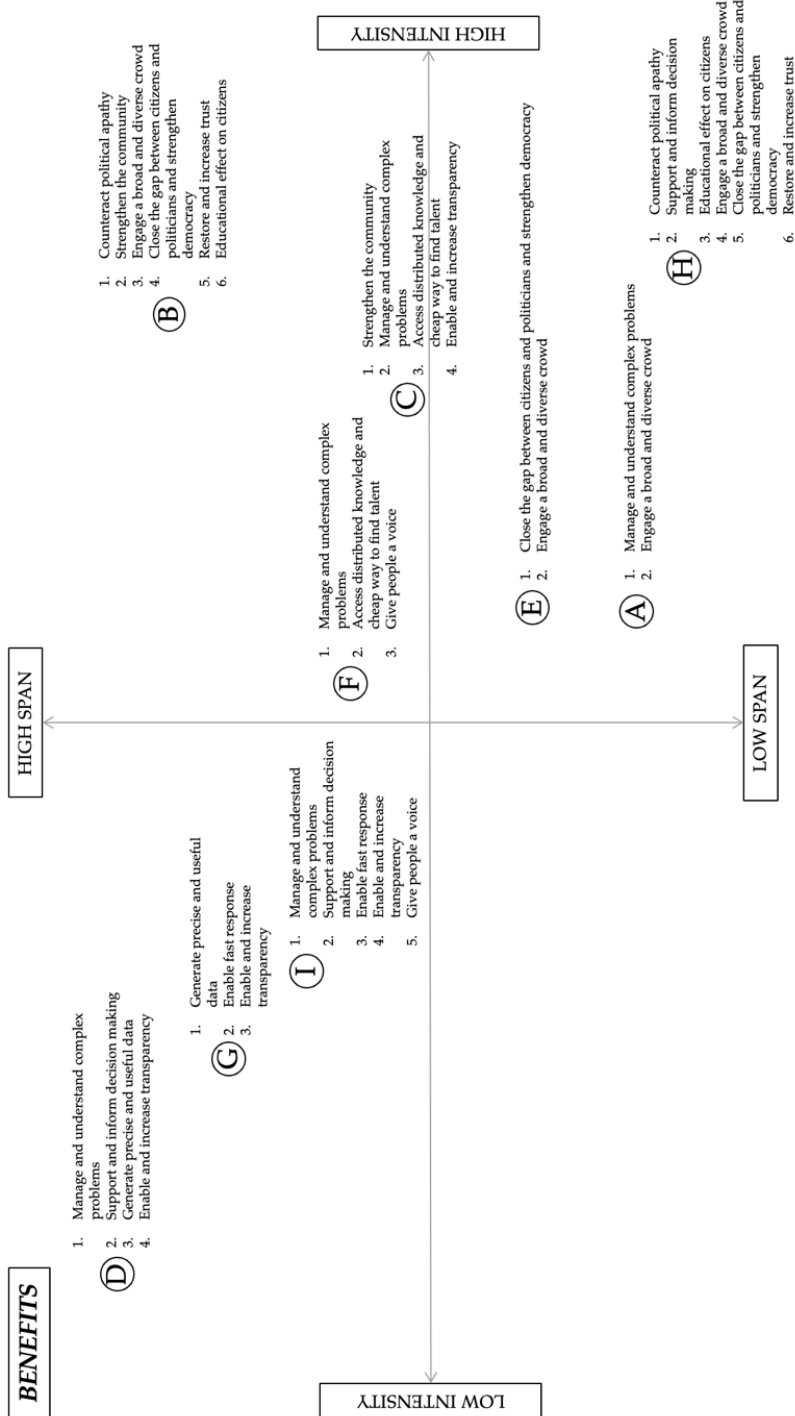 BENEFITS
HIGH SPAN
D
1. Manage and understand complex
problems
2. Support and inform decision making
3. Generate precise and useful data
4. Enable and increase transparency
B
1. Counteract political apathy
2. Strengthen the community
3. Engage a broad and diverse crowd
4. Close the gap between citizens and
politicians and strengthen
democracy
5. Restore and increase trust
6. Educational effect on citizens
G
1. Generate precise and useful
data
2. Enable fast response
3. Enable and increase
transparency
I
1. Manage and understand
complex problems
2. Support and inform decision
making
3. Enable fast response
4. Enable and increase
transparency
5. Give people a voice
F
1. Manage and understand complex
problems
2. Access distributed knowledge and
cheap way to find talent
3. Give people a voice
C
1. Strengthen the community
2. Manage and understand complex
problems
3. Access distributed knowledge and
cheap way to find talent
4. Enable and increase transparency
LOW INTENSITY
HIGH INTENSITY
E
1. Close the gap between citizens and politicians and strengthen democracy
2. Engage a broad and diverse crowd
A
1. Manage and understand complex problems
2. Engage a broad and diverse crowd
H
1. Counteract political apathy
2. Support and inform decision
making
3. Educational effect on citizens
4. Engage a broad and diverse crowd
5. Close the gap between citizens and
politicians and strengthen
democracy
6. Restore and increase trust
LOW SPAN